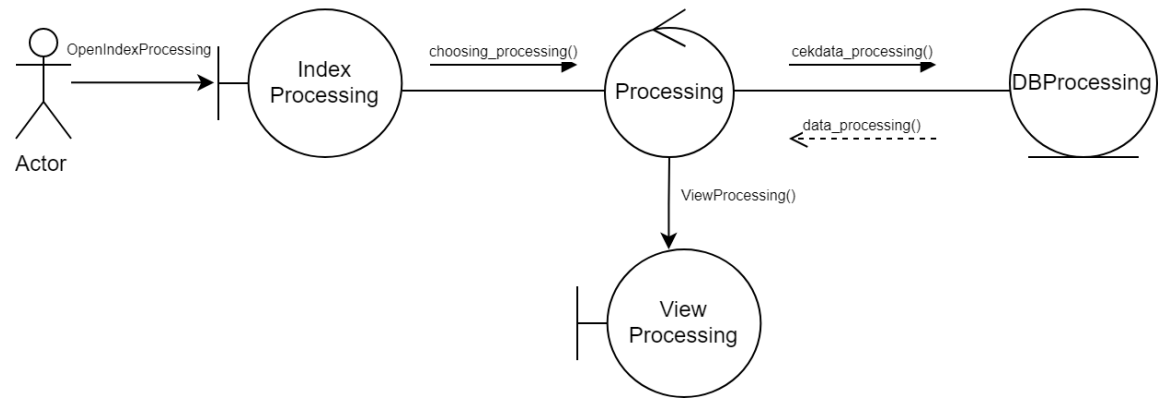 OpenIndexProcessing
Actor
Index
Processing
choosing_processing()
Processing
cekdata_processing()
data_processing()
DBProcessing
ViewProcessing()
View
Processing